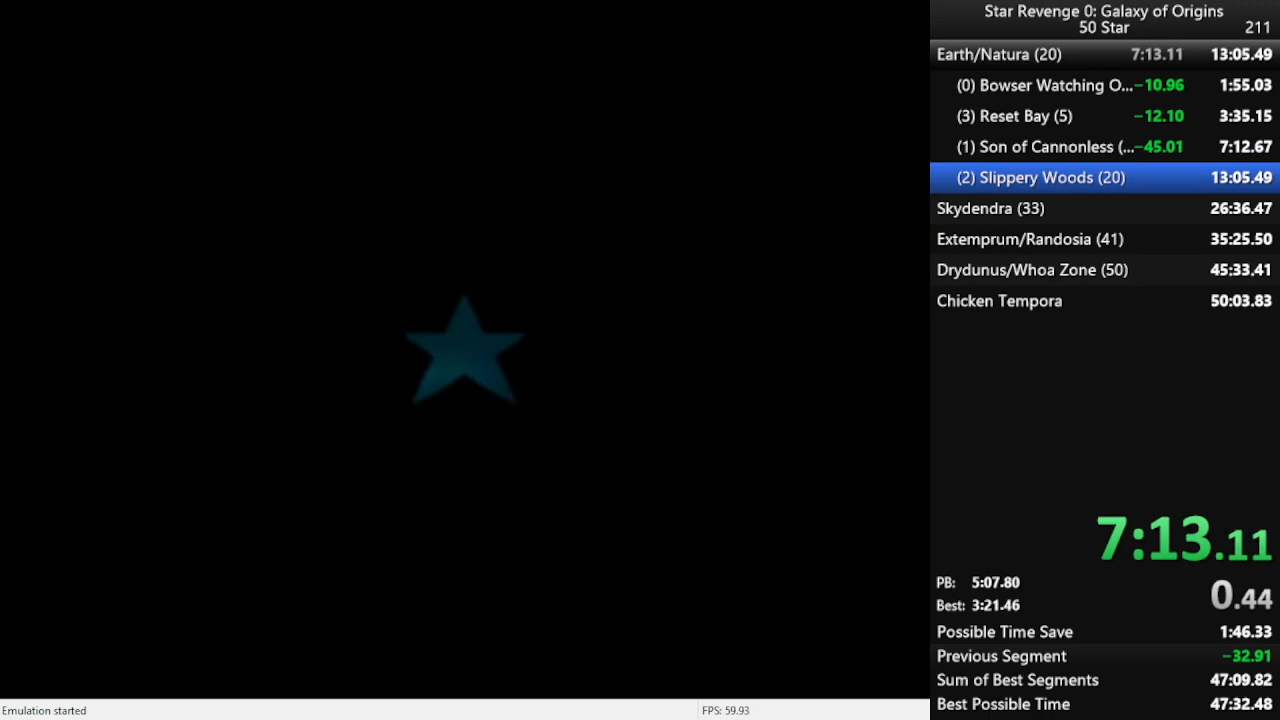 Star Revenge 0: Galaxy of Origins
50 Star 211
Earth/Natura (20) 7:13.11 13:05.49
(0) Bowser Watching O... -10.96 1:55.03
(3) Reset Bay (5) -12.10 3:35.15
(1) Son of Cannonless (... -45.01 7:12.67
(2) Slippery Woods (20) 13:05.49
Skydendra (33) 26:36.47
Extemprum/Randosia (41) 35:25.50
Drydunus/Whoa Zone (50) 45:33.41
Chicken Tempora 50:03.83
7:13.11
PB: 5:07.80
Best: 3:21.46 0.44
Possible Time Save 1:46.33
Previous Segment -32.91
Sum of Best Segments 47:09.82
Best Possible Time 47:32.48
Emulation started FPS: 59.93